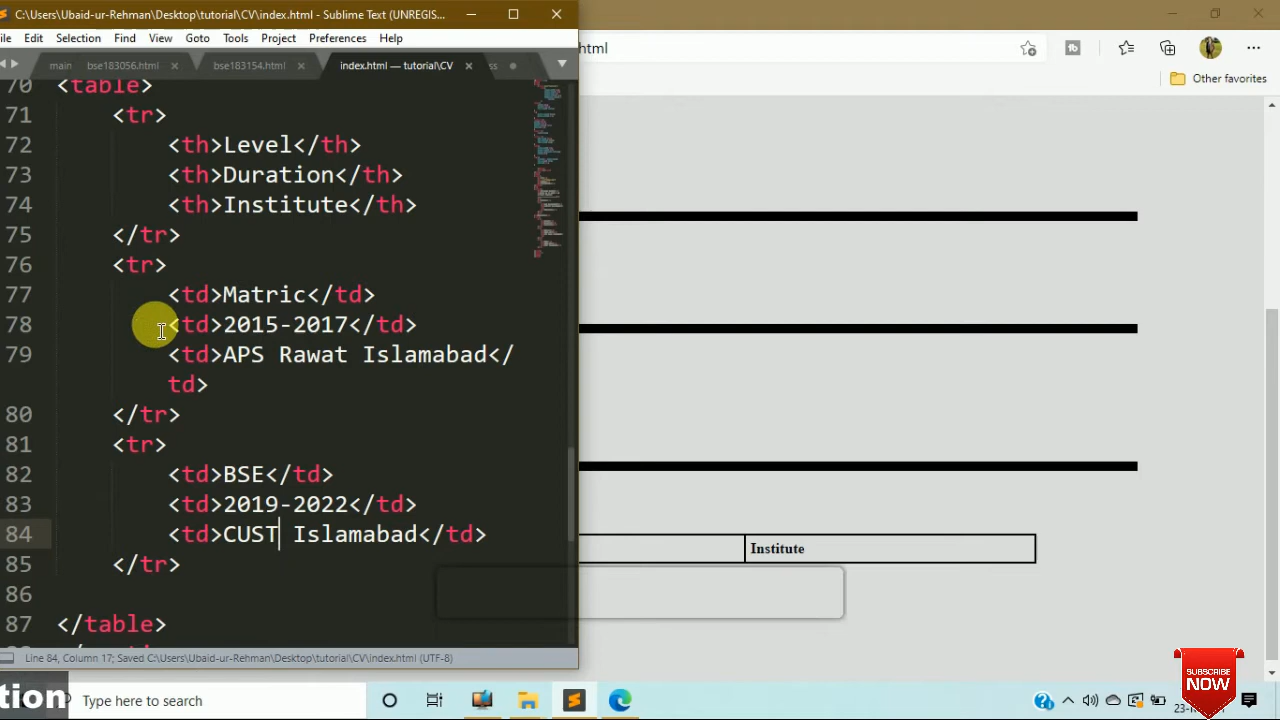 C:\Users\Ubaid-ur-Rehman\Desktop\tutorial\CV\index.html - Sublime Text (UNREGIS...
Edit Selection Find View Goto Tools Project Preferences Help
main bse183056.html bse183154.html index.html — tutorial\CV
html
Other favorites
70 <table>
71 <tr>
72 <th>Level</th>
73 <th>Duration</th>
74 <th>Institute</th>
75 </tr>
76 <tr>
77 <td>Matric</td>
78 <td>2015-2017</td>
79 <td>APS Rawat Islamabad</
td>
80 </tr>
81 <tr>
82 <td>BSE</td>
83 <td>2019-2022</td>
84 <td>CUST Islamabad</td>
85 </tr>
86
87 </table>
Institute
Line 84, Column 17; Saved C:\Users\Ubaid-ur-Rehman\Desktop\tutorial\CV\index.html (UTF-8)
SUBSCRIBE
NOW
Type here to search